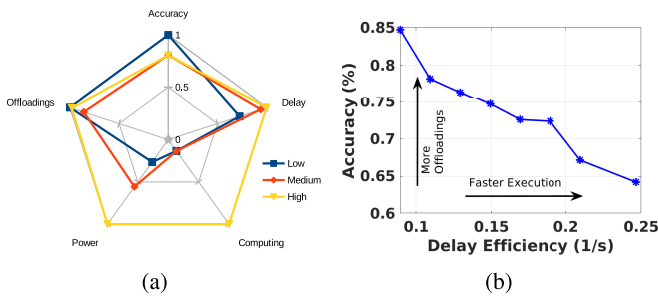 Accuracy
1
0,5
0
Offloadings
Delay
Power
Computing
Low
Medium
High
(a)
0.85
0.8
0.75
0.7
0.65
0.6
Accuracy (%)
More
Offloadings
Faster Execution
0.1
0.15
0.2
0.25
Delay Efficiency (1/s)
(b)